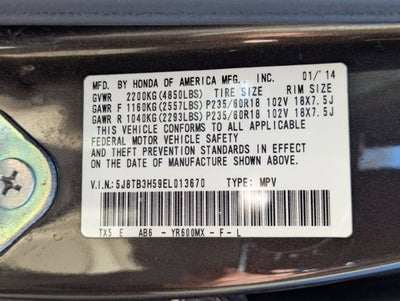 MFD. BY HONDA OF AMERICA MFG., INC. 01/'14
GVWR 2200KG(4850LBS) TIRE SIZE RIM SIZE
GAWR F 1160KG(2557LBS)P235/60R18 102V 18X7.5J
GAWR R 1040KG(2293LBS)P235/60R18 102V 18X7.5J
THIS VEHICLE CONFORMS TO ALL APPLICABLE
FEDERAL MOTOR VEHICLE SAFETY
AND THEFT PREVENTION STANDARDS IN EFFECT
ON THE DATE OF MANUFACTURE SHOWN ABOVE.
V.I.N.:5J8TB3H59EL013670 TYPE: MPV
TX5 E AB6 - YR600MX - F - L